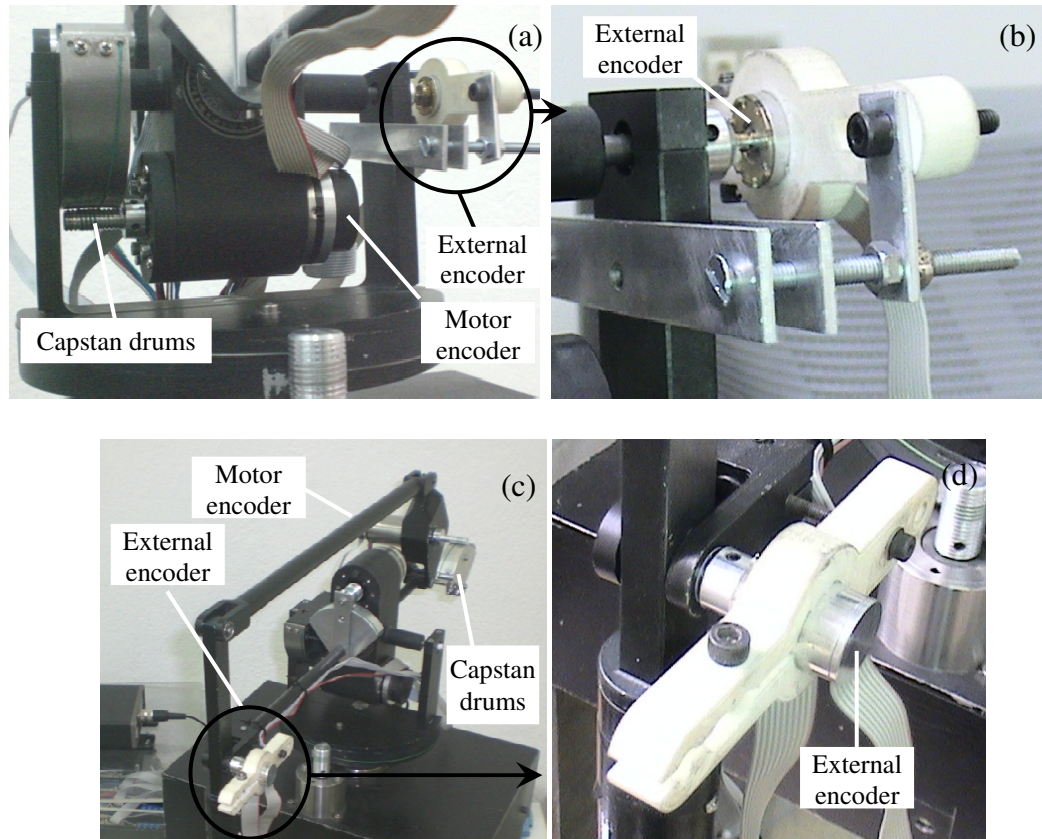 (a)
External
encoder
Motor
encoder
Capstan drums
External
encoder
(b)
Motor
encoder
External
encoder
(c)
Capstan
drums
(d)
External
encoder